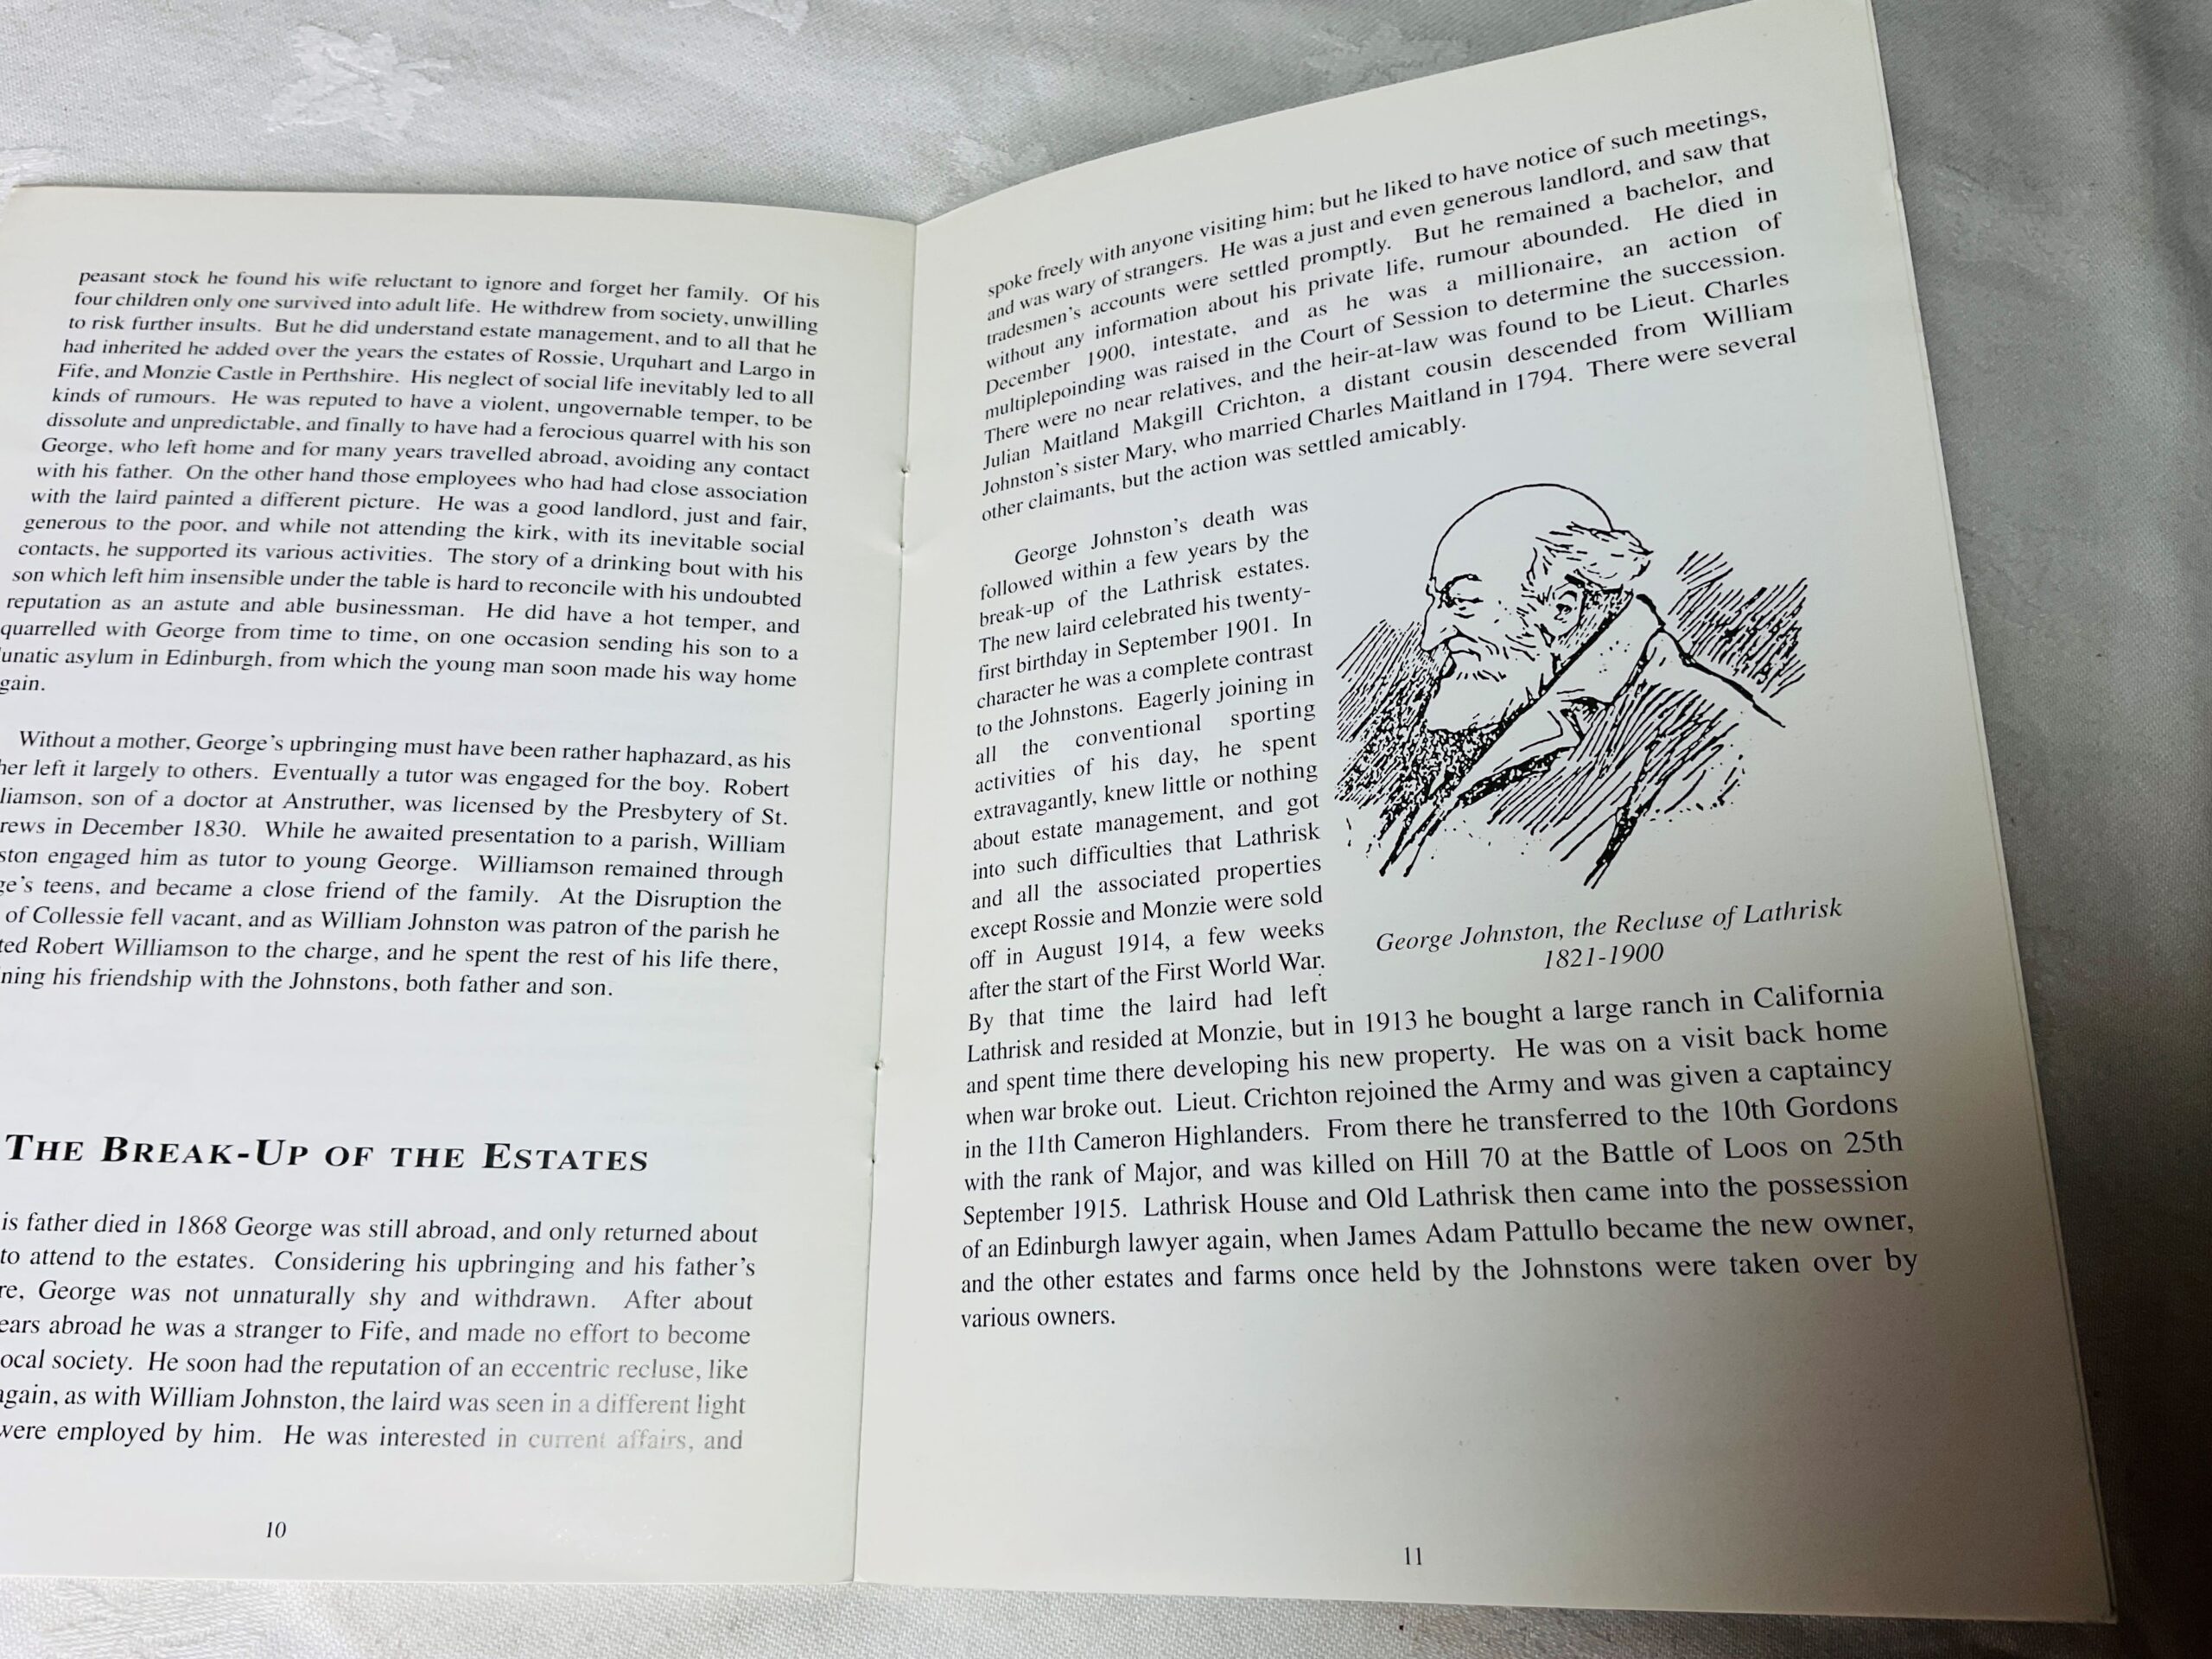 peasant stock he found his wife reluctant to ignore and forget her family. Of his
four children only one survived into adult life. He withdrew from society, unwilling
to risk further insults. But he did understand estate management, and to all that he
had inherited he added over the years the estates of Rossie, Urquhart and Largo in
Fife, and Monzie Castle in Perthshire. His neglect of social life inevitably led to all
kinds of rumours. He was reputed to have a violent, ungovernable temper, to be
dissolute and unpredictable, and finally to have had a ferocious quarrel with his son
George, who left home and for many years travelled abroad, avoiding any contact
with his father. On the other hand those employees who had had close association
with the laird painted a different picture. He was a good landlord, just and fair,
generous to the poor, and while not attending the kirk, with its inevitable social
contacts, he supported its various activities. The story of a drinking bout with his
son which left him insensible under the table is hard to reconcile with his undoubted
reputation as an astute and able businessman. He did have a hot temper, and
quarrelled with George from time to time, on one occasion sending his son to a
unatic asylum in Edinburgh, from which the young man soon made his way home
gain.
Without a mother, George's upbringing must have been rather haphazard, as his
her left it largely to others. Eventually a tutor was engaged for the boy. Robert
liamson, son of a doctor at Anstruther, was licensed by the Presbytery of St.
rews in December 1830. While he awaited presentation to a parish, William
ston engaged him as tutor to young George. Williamson remained through
ge's teens, and became a close friend of the family. At the Disruption the
of Collessie fell vacant, and as William Johnston was patron of the parish he
ted Robert Williamson to the charge, and he spent the rest of his life there,
ning his friendship with the Johnstons, both father and son.
THE BREAK-UP OF THE ESTATES
is father died in 1868 George was still abroad, and only returned about
to attend to the estates. Considering his upbringing and his father's
re, George was not unnaturally shy and withdrawn. After about
ears abroad he was a stranger to Fife, and made no effort to become
ocal society. He soon had the reputation of an eccentric recluse, like
again, as with William Johnston, the laird was seen in a different light
were employed by him. He was interested in current affairs, and
10
spoke freely with anyone visiting him; but he liked to have notice of such meetings,
and was wary of strangers. He was a just and even generous landlord, and saw that
tradesmen's accounts were settled promptly. But he remained a bachelor, and
without any information about his private life, rumour abounded. He died in
December 1900, intestate, and as he was a millionaire, an action of
multiplepoinding was raised in the Court of Session to determine the succession.
There were no near relatives, and the heir-at-law was found to be Lieut. Charles
Julian Maitland Makgill Crichton, a distant cousin descended from William
Johnston's sister Mary, who married Charles Maitland in 1794. There were several
other claimants, but the action was settled amicably.
George Johnston's death was
followed within a few years by the
break-up of the Lathrisk estates.
The new laird celebrated his twenty-
first birthday in September 1901. In
character he was a complete contrast
to the Johnstons. Eagerly joining in
all the conventional sporting
activities of his day, he spent
extravagantly, knew little or nothing
about estate management, and got
into such difficulties that Lathrisk
and all the associated properties
except Rossie and Monzie were sold
off in August 1914, a few weeks
after the start of the First World War.
By that time the laird had left
Lathrisk and resided at Monzie, but in 1913 he bought a large ranch in California
and spent time there developing his new property. He was on a visit back home
when war broke out. Lieut. Crichton rejoined the Army and was given a captaincy
in the 11th Cameron Highlanders. From there he transferred to the 10th Gordons
with the rank of Major, and was killed on Hill 70 at the Battle of Loos on 25th
September 1915. Lathrisk House and Old Lathrisk then came into the possession
of an Edinburgh lawyer again, when James Adam Pattullo became the new owner,
and the other estates and farms once held by the Johnstons were taken over by
various owners.
George Johnston, the Recluse of Lathrisk
1821-1900
11